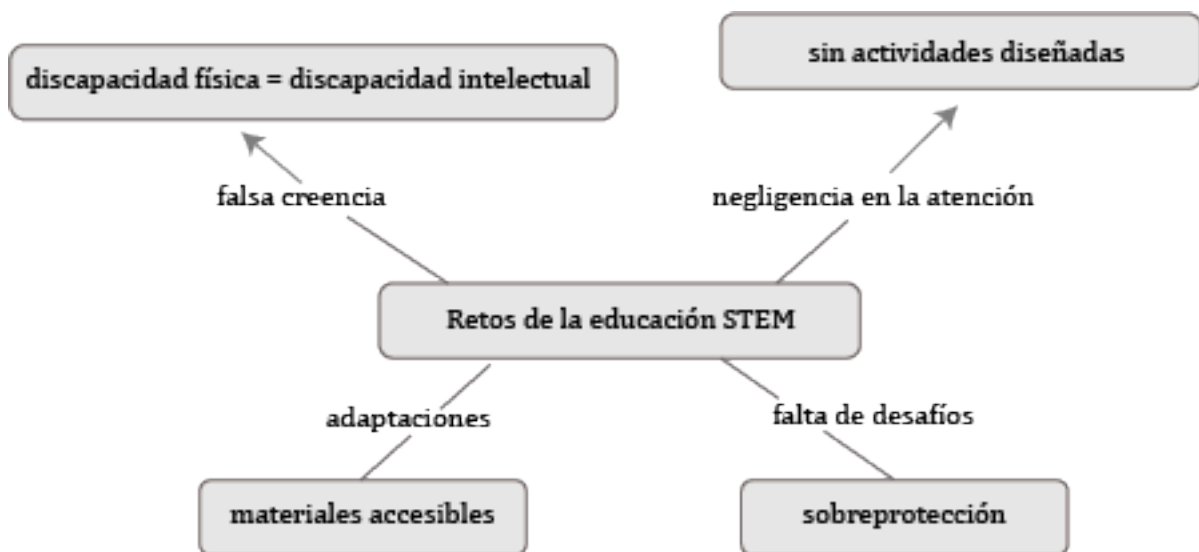 sin actividades diseñadas
discapacidad física = discapacidad intelectual
falsa creencia
negligencia en la atención
Retos de la educación STEM
adaptaciones
falta de desafíos
materiales accesibles
sobreprotección